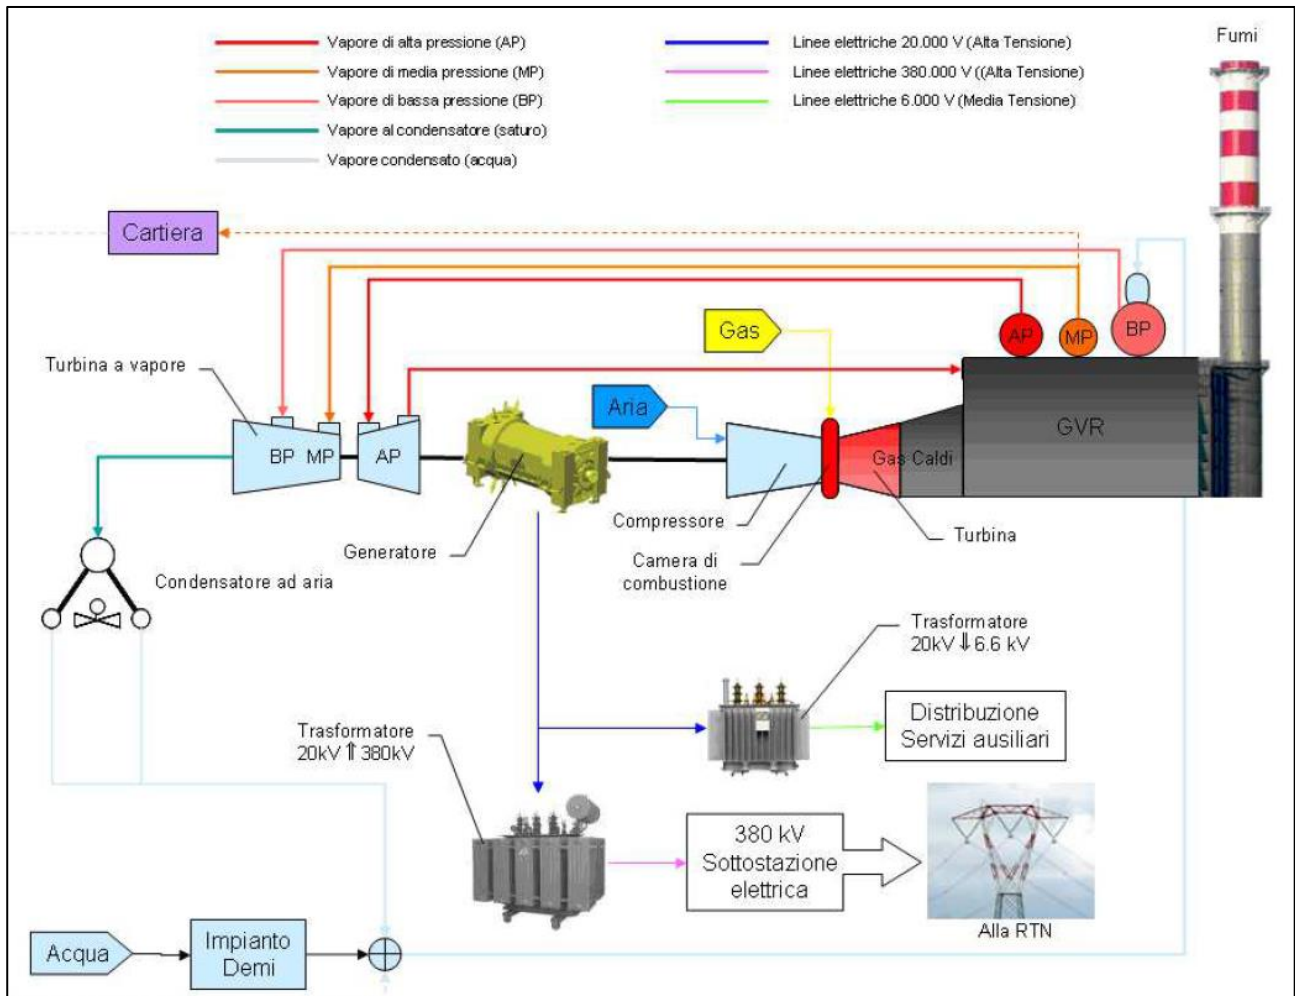 Fumi
Vapore di alta pressione (AP)
Vapore di media pressione (MP)
Vapore di bassa pressione (BP)
Vapore al condensatore (saturo)
Vapore condensato (acqua)
Linee elettriche 20.000 V (Alta Tensione)
Linee elettriche 380.000 V ((Alta Tensione)
Linee elettriche 6.000 V (Media Tensione)
Cartiera
Gas
AP
MP
BP
Turbina a vapore
Aria
GVR
BP
MP
AP
Gas Caldi
Generatore
Compressore
Camera di
combustione
Turbina
Condensatore ad aria
Trasformatore
20kV ⇓ 6.6 kV
Distribuzione
Servizi ausiliari
Trasformatore
20kV ⇑ 380kV
380 kV
Sottostazione
elettrica
Alla RTN
Acqua
Impianto
Demi